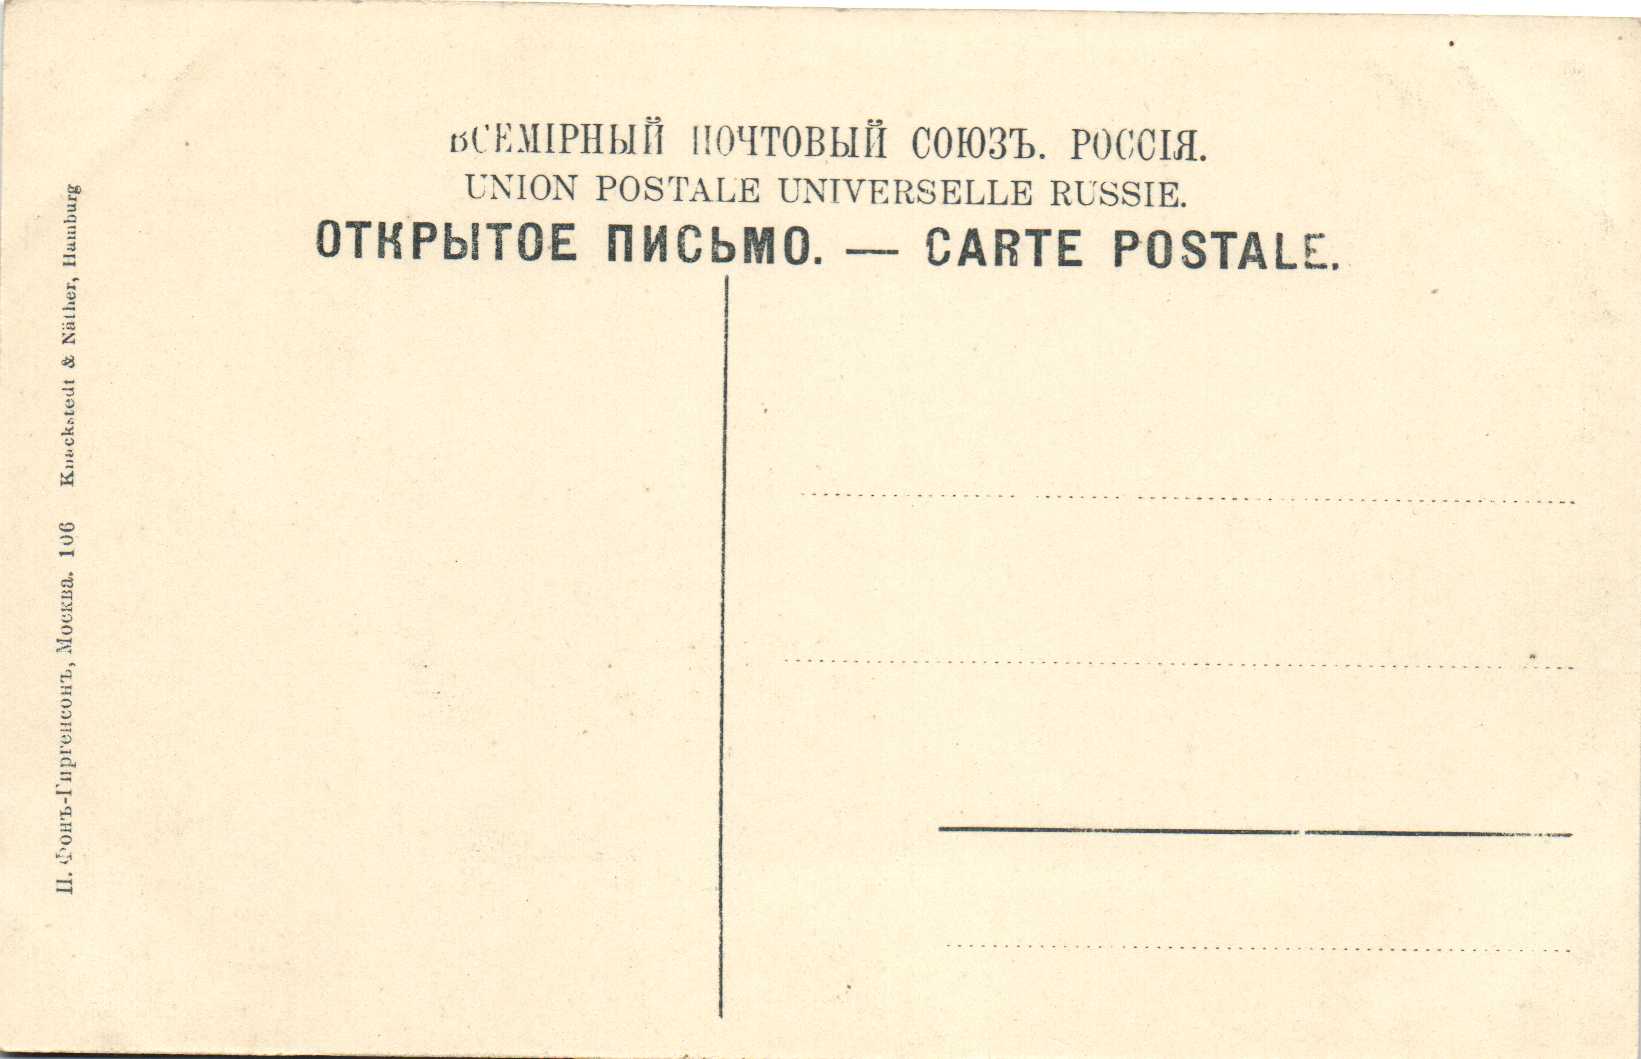 ВСЕМІРНЫЙ ПОЧТОВЫЙ СОЮЗЪ. РОССІЯ.
UNION POSTALE UNIVERSELLE RUSSIE.
ОТКРЫТОЕ ПИСЬМО. — CARTE POSTALE.
П. Фонъ-Гиргенсонъ, Москва. 106 Knackstedt & Näther, Hamburg